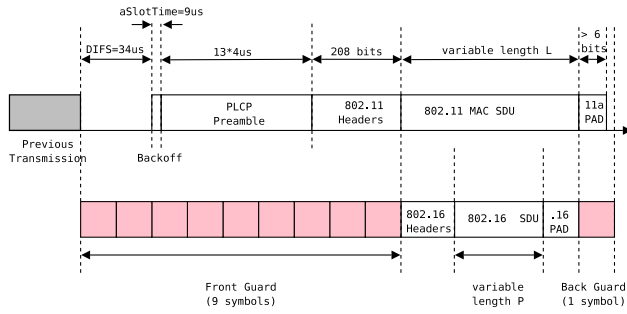 aSlotTime=9us
DIFS=34us
13*4us
208 bits
variable length L
> 6
bits
PLCP
Preamble
802.11
Headers
802.11 MAC SDU
11a
PAD
Previous
Transmission
Backoff
802.16
Headers
802.16 SDU
.16
PAD
Front Guard
(9 symbols)
variable
length P
Back Guard
(1 symbol)